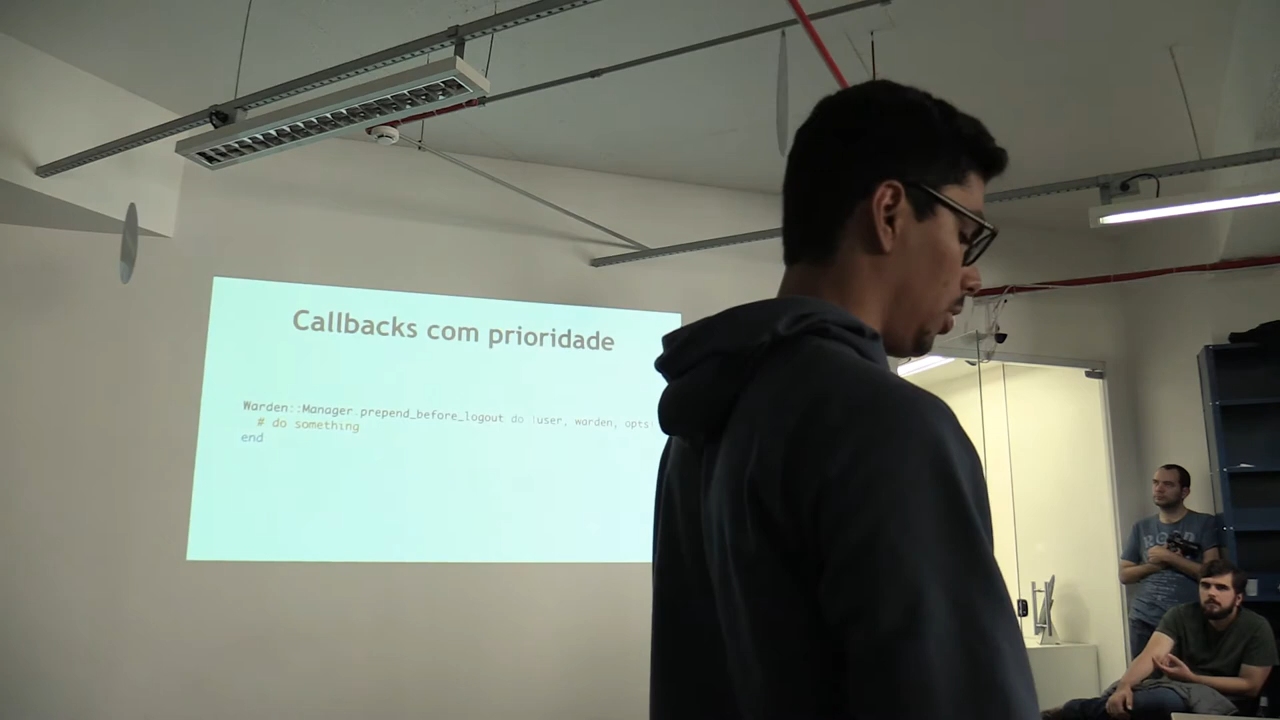 Callbacks com prioridade
Warden::Manager.prepend_before_logout do |user, warden, opts|
# do something
end